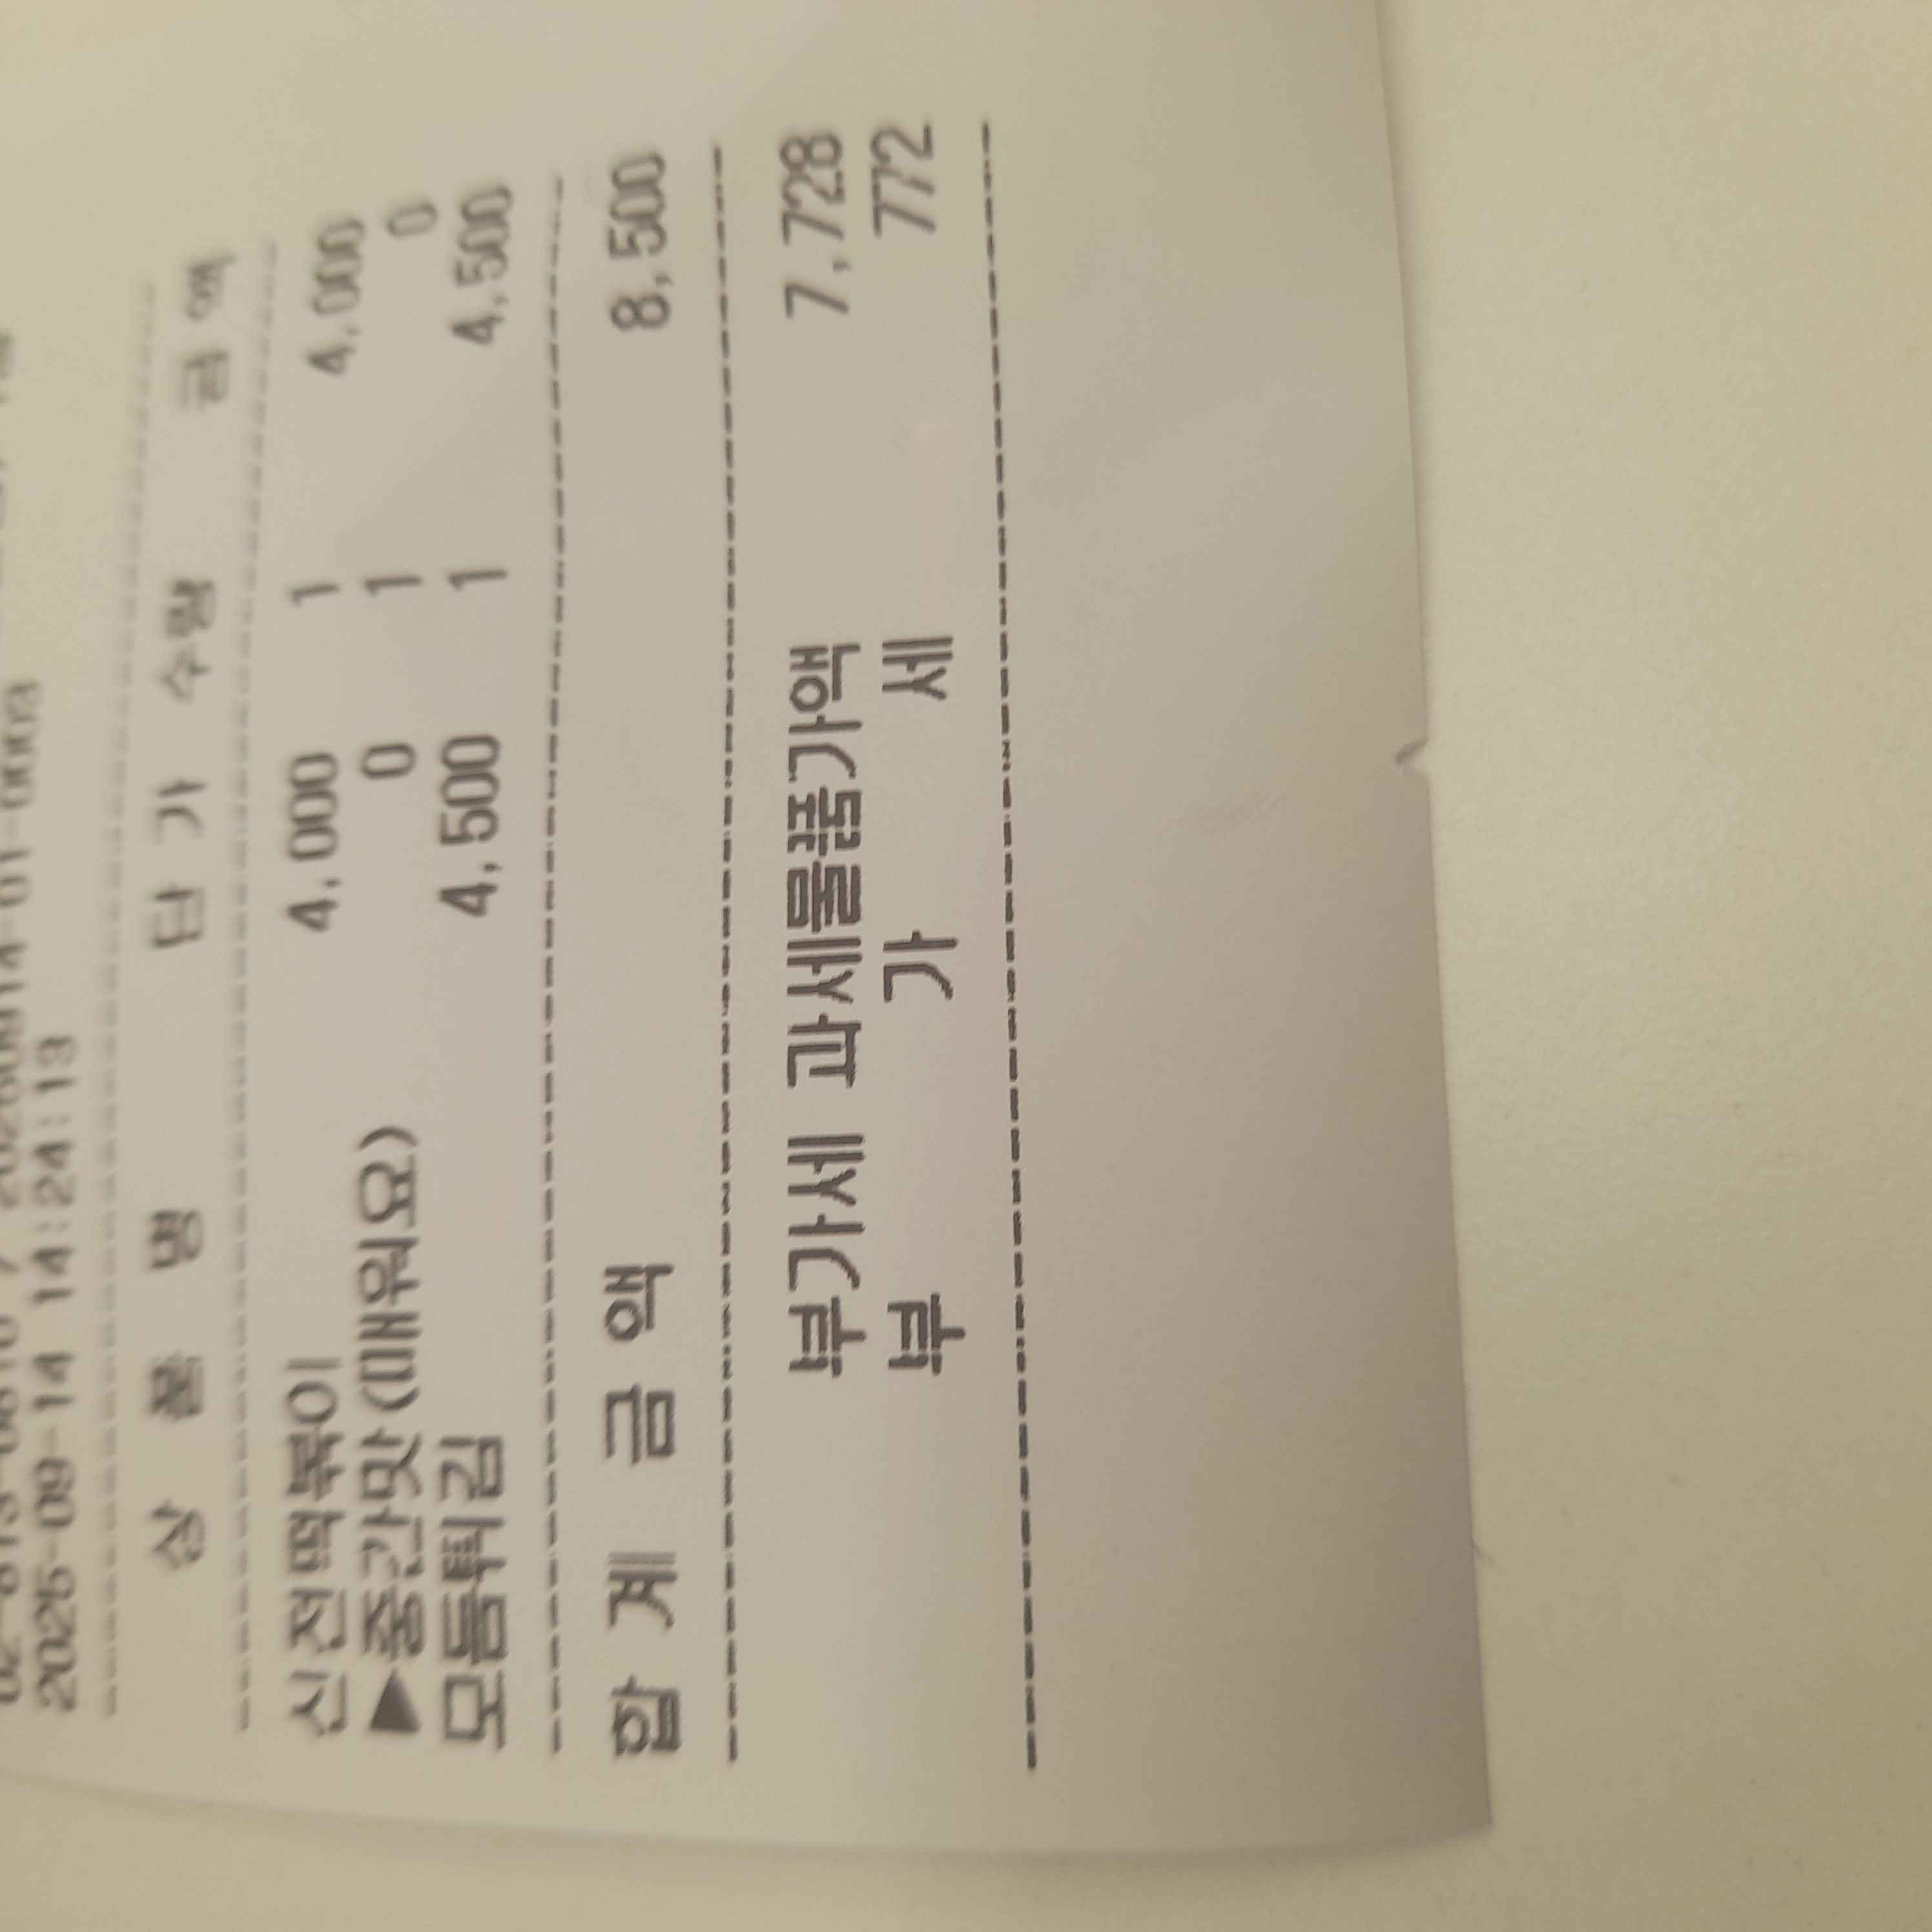 2025-09-14 14:24:13
상 품 명 단 가 수량 금 액
신전떡볶이 4,000 1 4,000
▶중간맛(매워요) 0 1 0
모듬튀김 4,500 1 4,500
합 계 금 액 8,500
부가세 과세물품가액 7,728
부 가 세 772